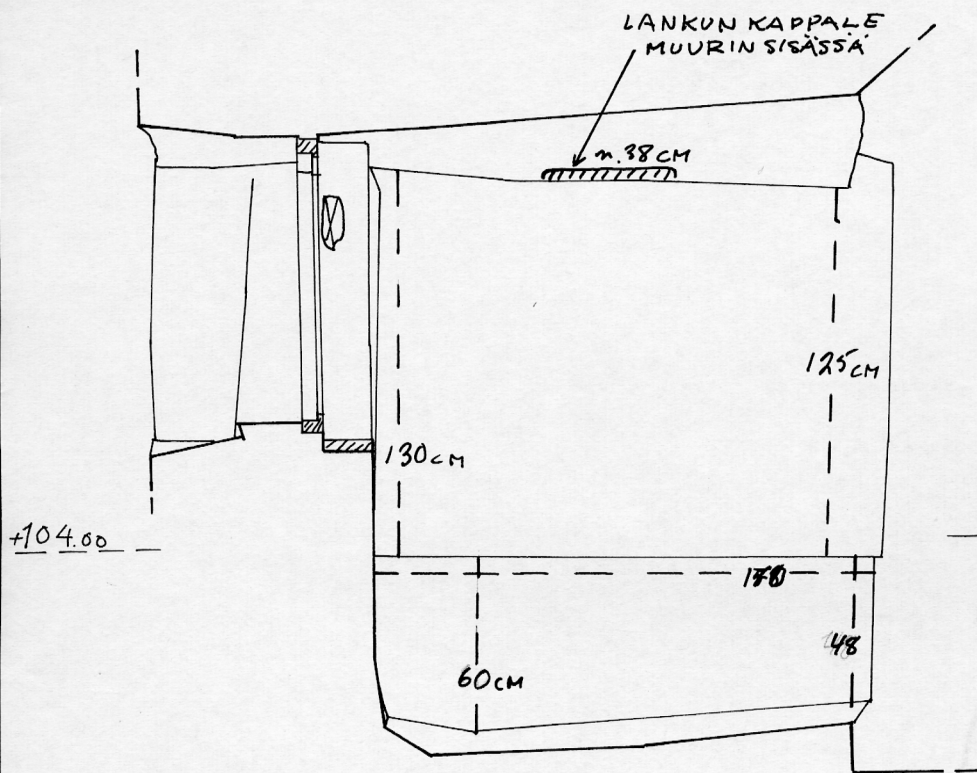 LANKUN KAPPALE
MUURIN SISÄSSÄ
n. 38 CM
125 CM
130 CM
+104.00
48
60 CM